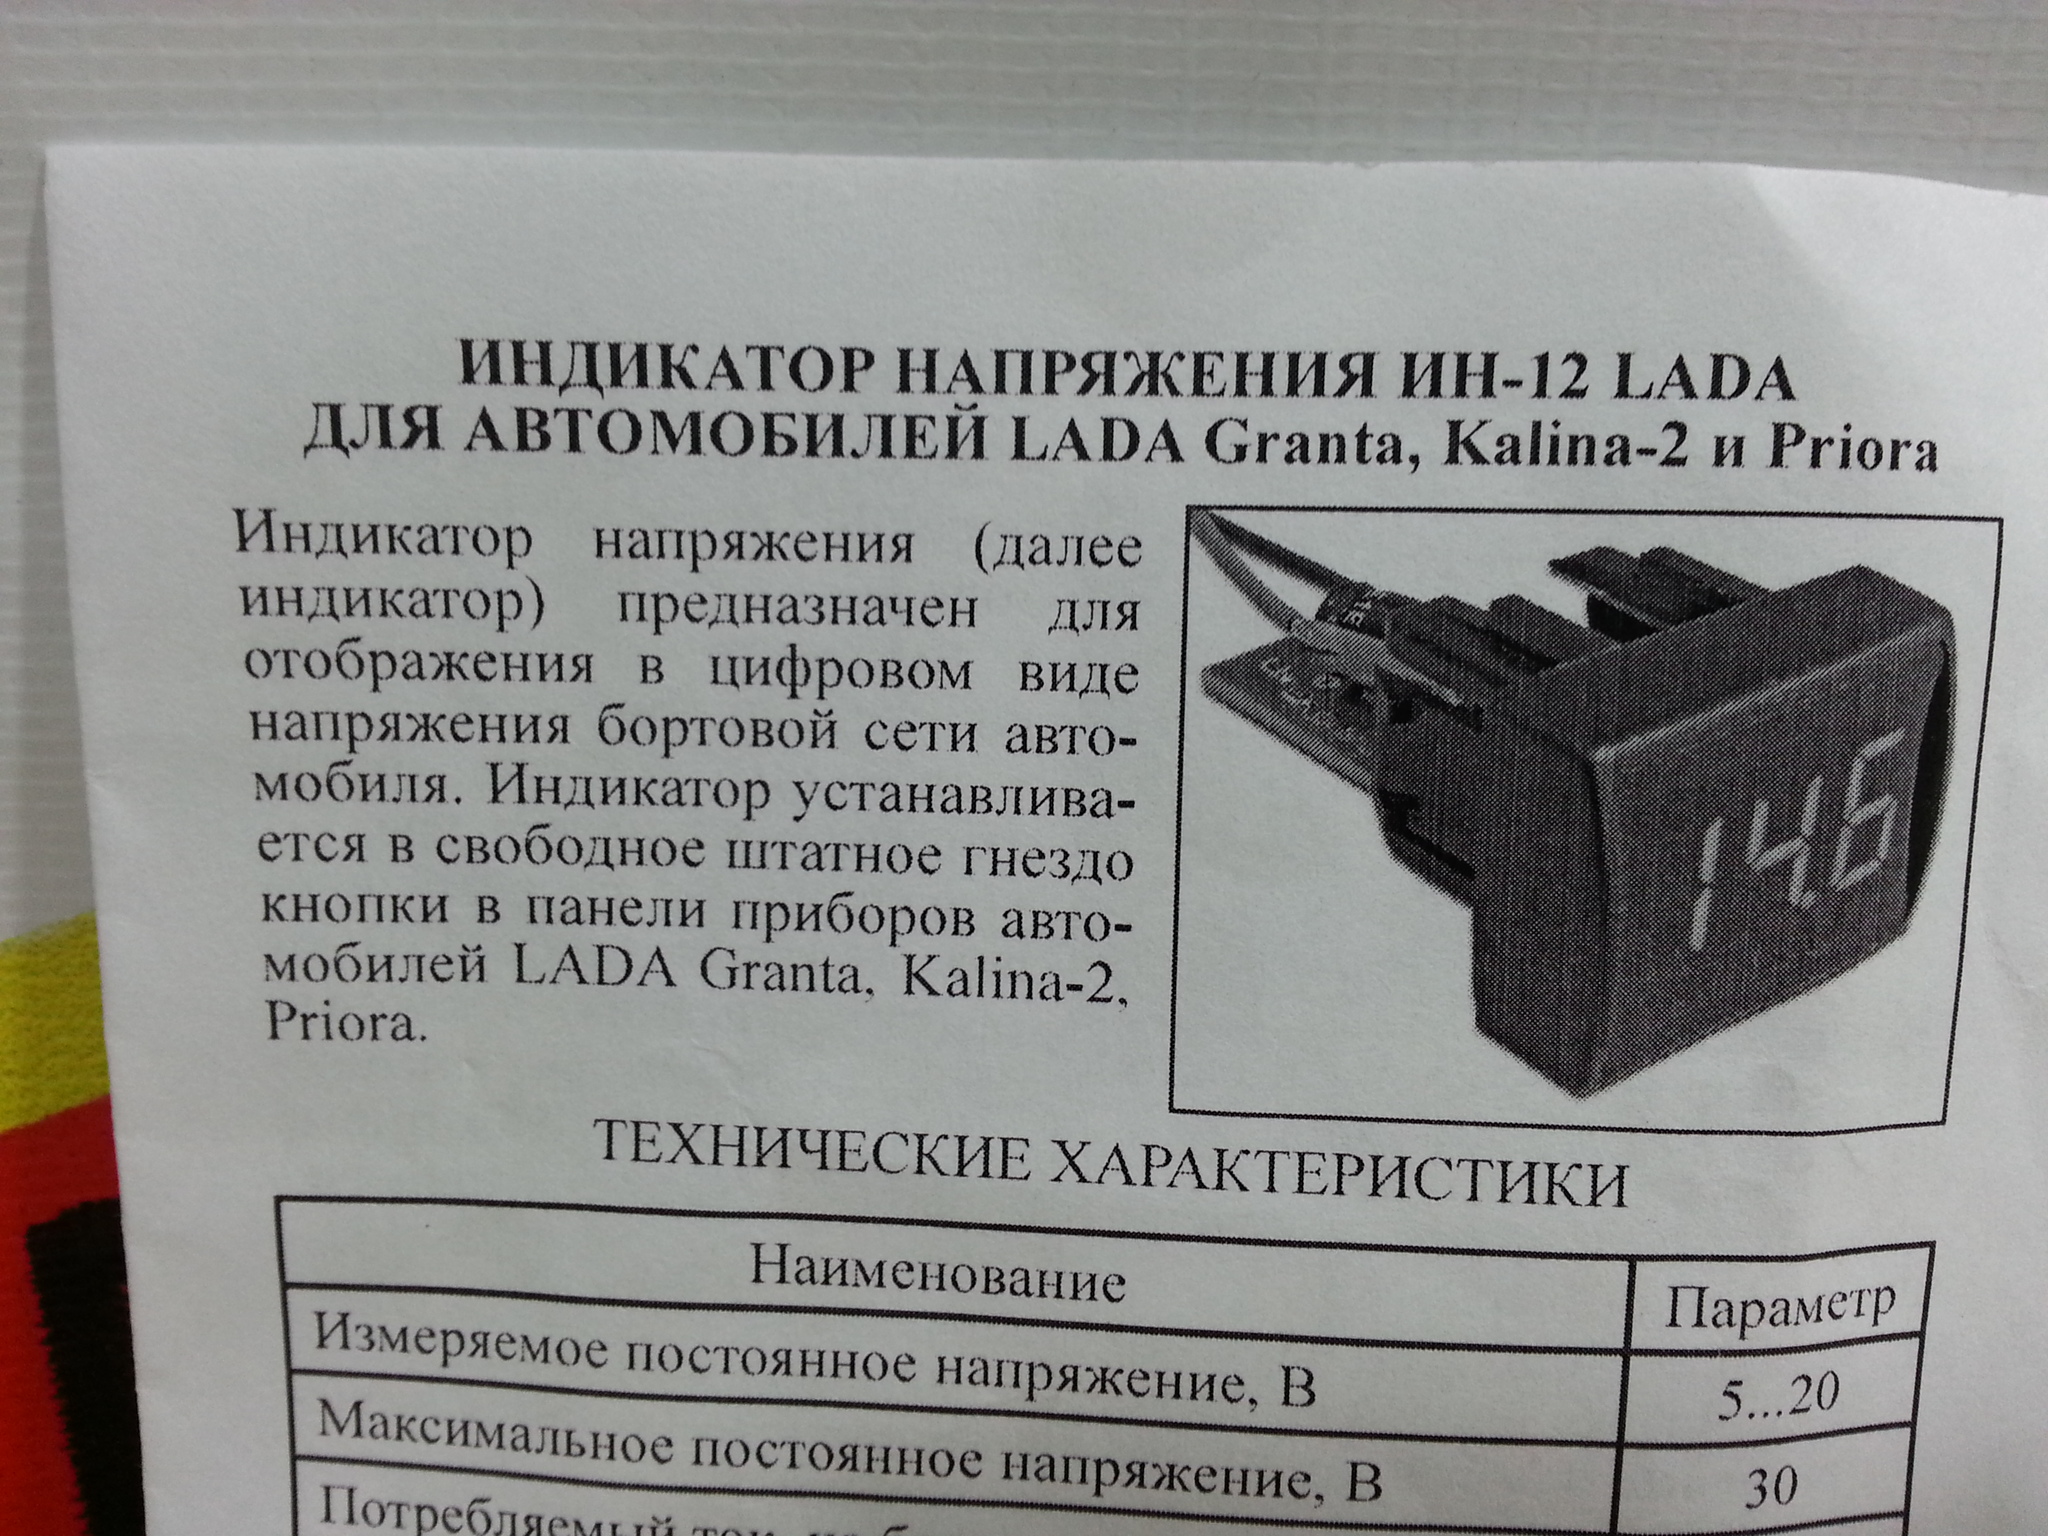 ИНДИКАТОР НАПРЯЖЕНИЯ ИН-12 LADA
ДЛЯ АВТОМОБИЛЕЙ LADA Granta, Kalina-2 и Priora
Индикатор напряжения (далее
индикатор) предназначен для
отображения в цифровом виде
напряжения бортовой сети авто-
мобиля. Индикатор устанавлива-
ется в свободное штатное гнездо
кнопки в панели приборов авто-
мобилей LADA Granta, Kalina-2,
Priora.
14.6
ТЕХНИЧЕСКИЕ ХАРАКТЕРИСТИКИ
Наименование Параметр
Измеряемое постоянное напряжение, В 5...20
Максимальное постоянное напряжение, В 30
Потребляемый ток, не